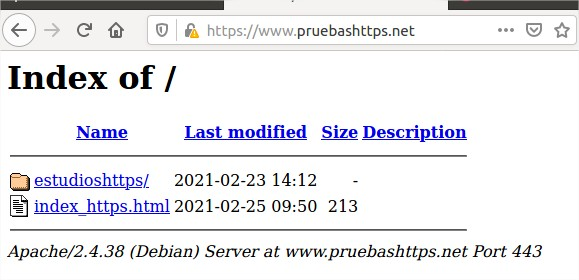 https://www.pruebashttps.net
Index of /
Name Last modified Size Description
estudioshttps/ 2021-02-23 14:12 -
index_https.html 2021-02-25 09:50 213
Apache/2.4.38 (Debian) Server at www.pruebashttps.net Port 443